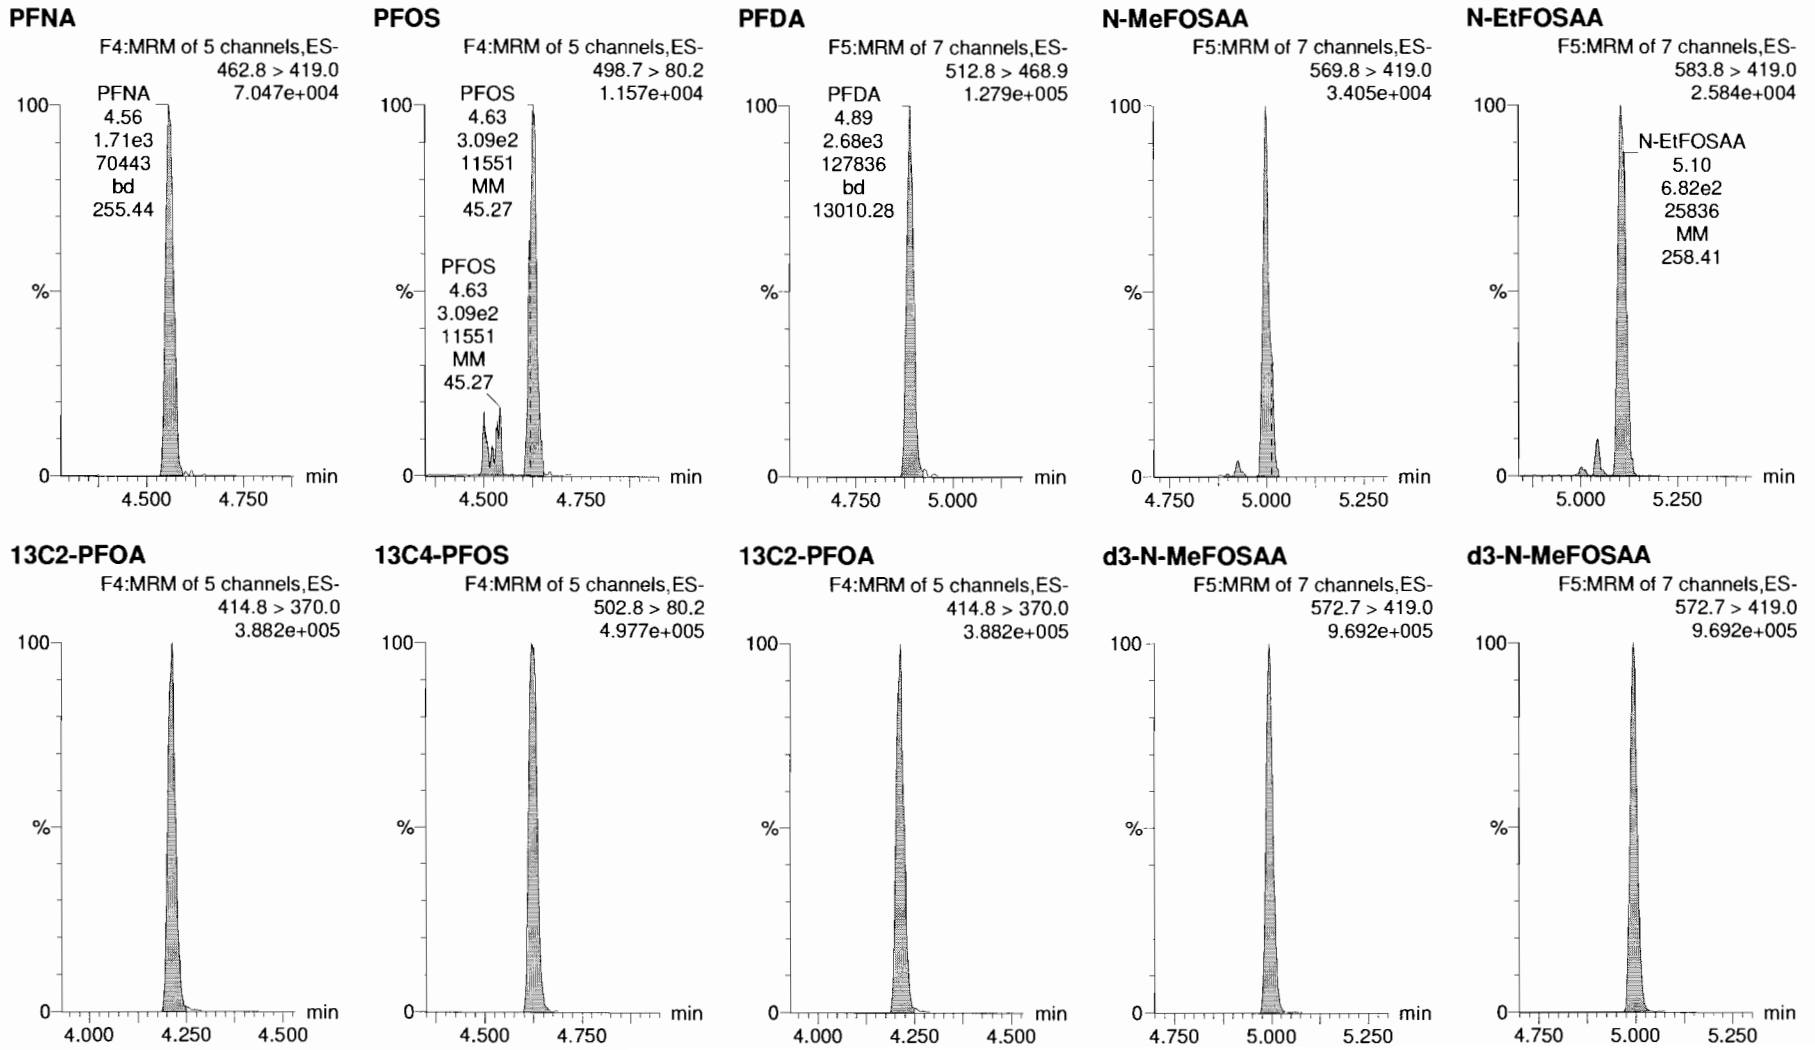 PFNA
F4:MRM of 5 channels,ES-
462.8 > 419.0
7.047e+004
100
PFNA
4.56
1.71e3
70443
bd
255.44
%
0
4.500
4.750
min
PFOS
F4:MRM of 5 channels,ES-
498.7 > 80.2
1.157e+004
100
PFOS
4.63
3.09e2
11551
MM
45.27
PFOS
4.63
3.09e2
11551
MM
45.27
%
0
4.500
4.750
min
PFDA
F5:MRM of 7 channels,ES-
512.8 > 468.9
1.279e+005
100
PFDA
4.89
2.68e3
127836
bd
13010.28
%
0
4.750
5.000
min
N-MeFOSAA
F5:MRM of 7 channels,ES-
569.8 > 419.0
3.405e+004
100
%
0
4.750
5.000
5.250
min
N-EtFOSAA
F5:MRM of 7 channels,ES-
583.8 > 419.0
2.584e+004
100
N-EtFOSAA
5.10
6.82e2
25836
MM
258.41
%
0
5.000
5.250
min
13C2-PFOA
F4:MRM of 5 channels,ES-
414.8 > 370.0
3.882e+005
100
%
0
4.000
4.250
4.500
min
13C4-PFOS
F4:MRM of 5 channels,ES-
502.8 > 80.2
4.977e+005
100
%
0
4.500
4.750
min
13C2-PFOA
F4:MRM of 5 channels,ES-
414.8 > 370.0
3.882e+005
100
%
0
4.000
4.250
4.500
min
d3-N-MeFOSAA
F5:MRM of 7 channels,ES-
572.7 > 419.0
9.692e+005
100
%
0
4.750
5.000
5.250
min
d3-N-MeFOSAA
F5:MRM of 7 channels,ES-
572.7 > 419.0
9.692e+005
100
%
0
4.750
5.000
5.250
min